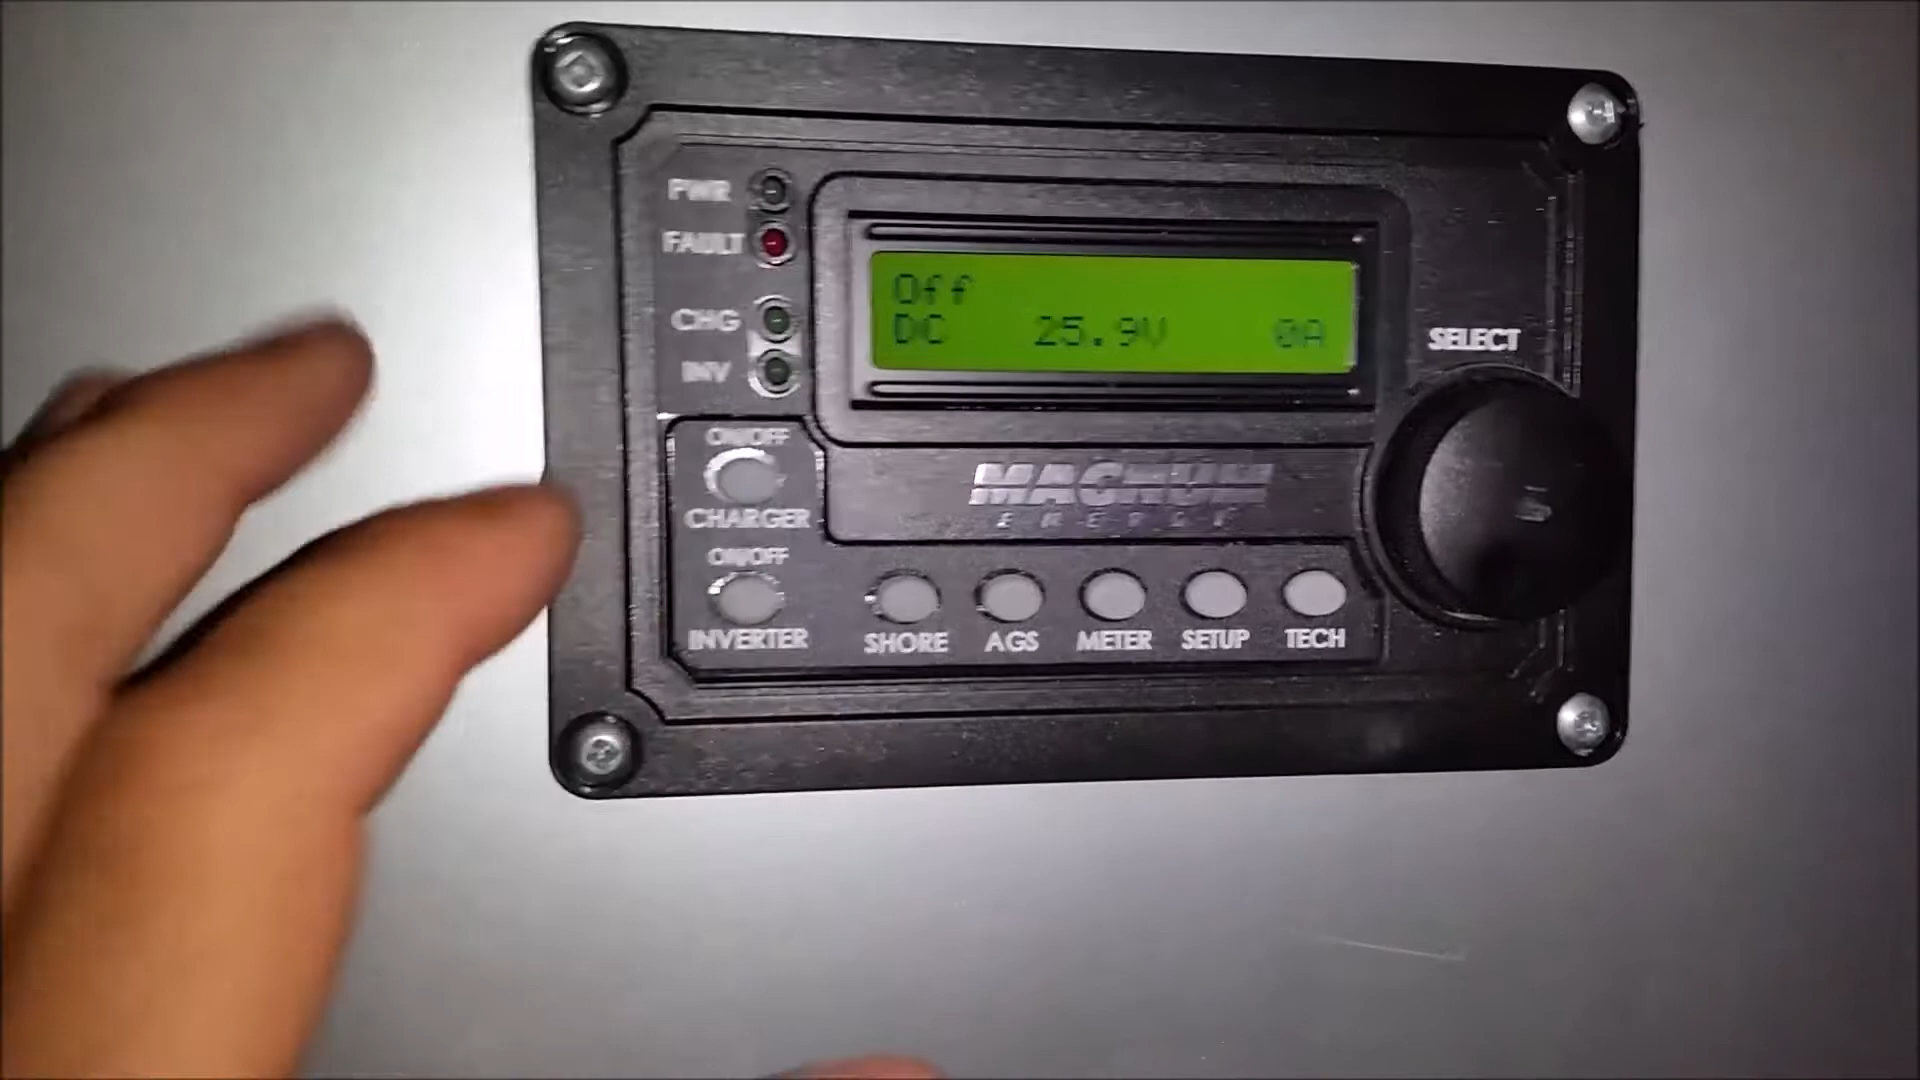 PWR
FAULT
CHG
INV
Off
DC 25.9V 0A
SELECT
ON/OFF
CHARGER
MAGNUM
ENERGY
ON/OFF
INVERTER
SHORE
AGS
METER
SETUP
TECH